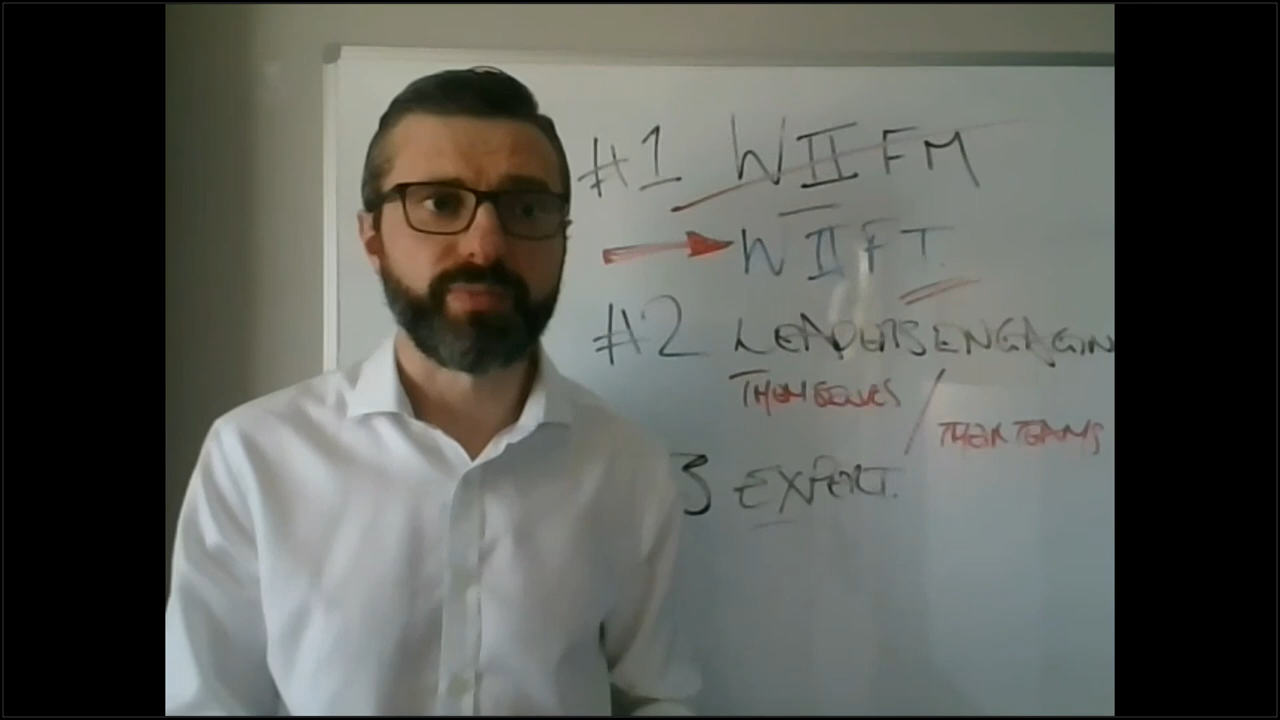 #1 WIIFM
WIIFT.
#2 LEADERS ENGAGIN
THEMSELVES /
THEIR TEAMS
3 EXPERT.